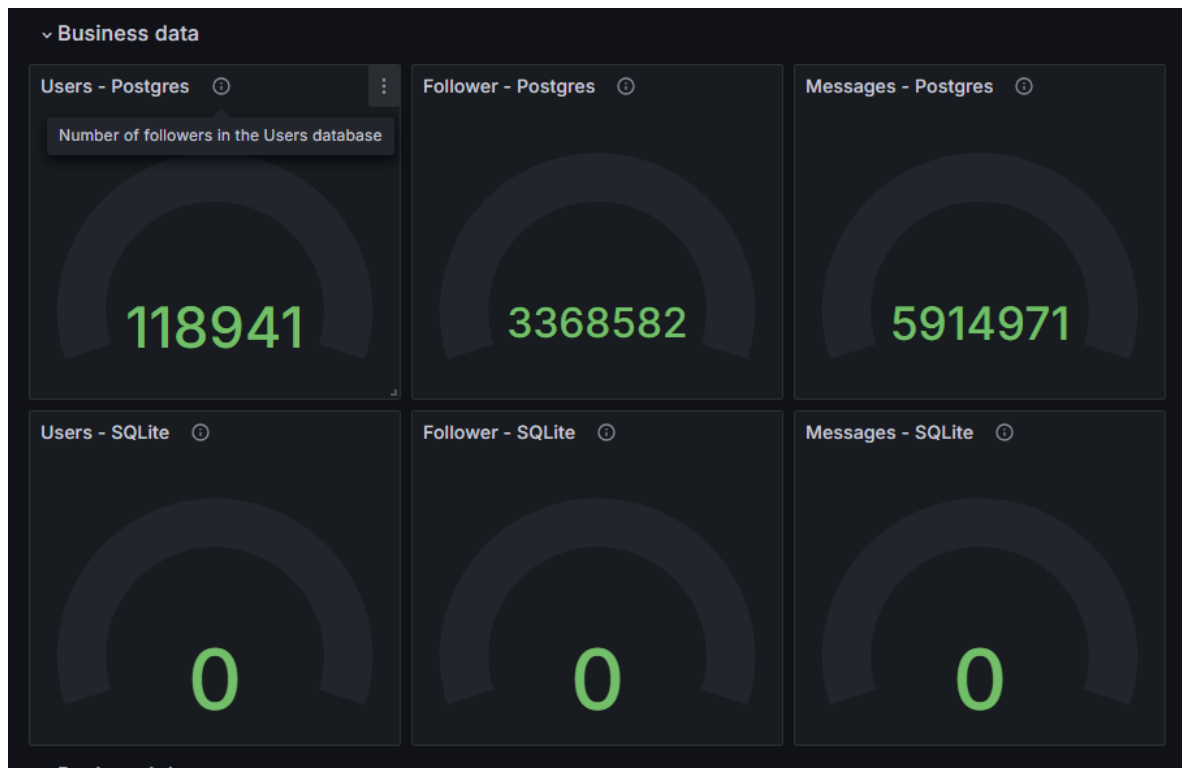 Business data
Users - Postgres
Follower - Postgres
Messages - Postgres
Number of followers in the Users database
118941
3368582
5914971
Users - SQLite
Follower - SQLite
Messages - SQLite
0
0
0